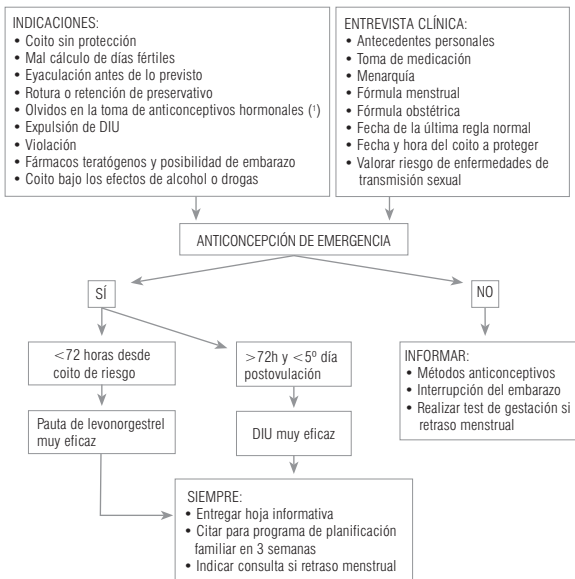 INDICACIONES:
• Coito sin protección
• Mal cálculo de días fértiles
• Eyaculación antes de lo previsto
• Rotura o retención de preservativo
• Olvidos en la toma de anticonceptivos hormonales (¹)
• Expulsión de DIU
• Violación
• Fármacos teratógenos y posibilidad de embarazo
• Coito bajo los efectos de alcohol o drogas
ENTREVISTA CLÍNICA:
• Antecedentes personales
• Toma de medicación
• Menarquía
• Fórmula menstrual
• Fórmula obstétrica
• Fecha de la última regla normal
• Fecha y hora del coito a proteger
• Valorar riesgo de enfermedades de
transmisión sexual
ANTICONCEPCIÓN DE EMERGENCIA
SÍ
NO
<72 horas desde
coito de riesgo
>72h y <5º día
postovulación
INFORMAR:
• Métodos anticonceptivos
• Interrupción del embarazo
• Realizar test de gestación si
retraso menstrual
Pauta de levonorgestrel
muy eficaz
DIU muy eficaz
SIEMPRE:
• Entregar hoja informativa
• Citar para programa de planificación
familiar en 3 semanas
• Indicar consulta si retraso menstrual